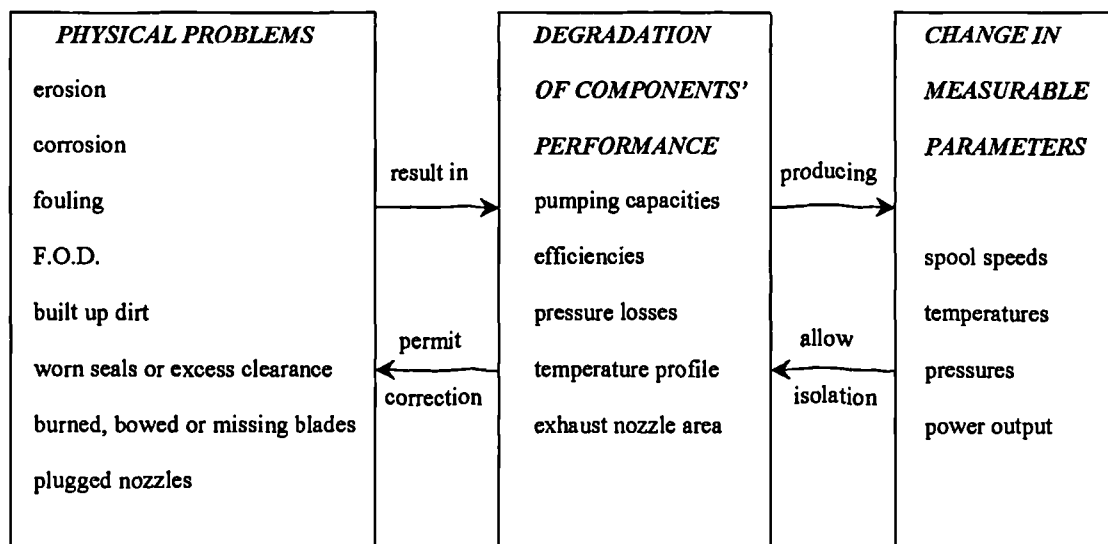 PHYSICAL PROBLEMS
erosion
corrosion
fouling
F.O.D.
built up dirt
worn seals or excess clearance
burned, bowed or missing blades
plugged nozzles
result in
permit
correction
DEGRADATION
OF COMPONENTS'
PERFORMANCE
pumping capacities
efficiencies
pressure losses
temperature profile
exhaust nozzle area
producing
allow
isolation
CHANGE IN
MEASURABLE
PARAMETERS
spool speeds
temperatures
pressures
power output